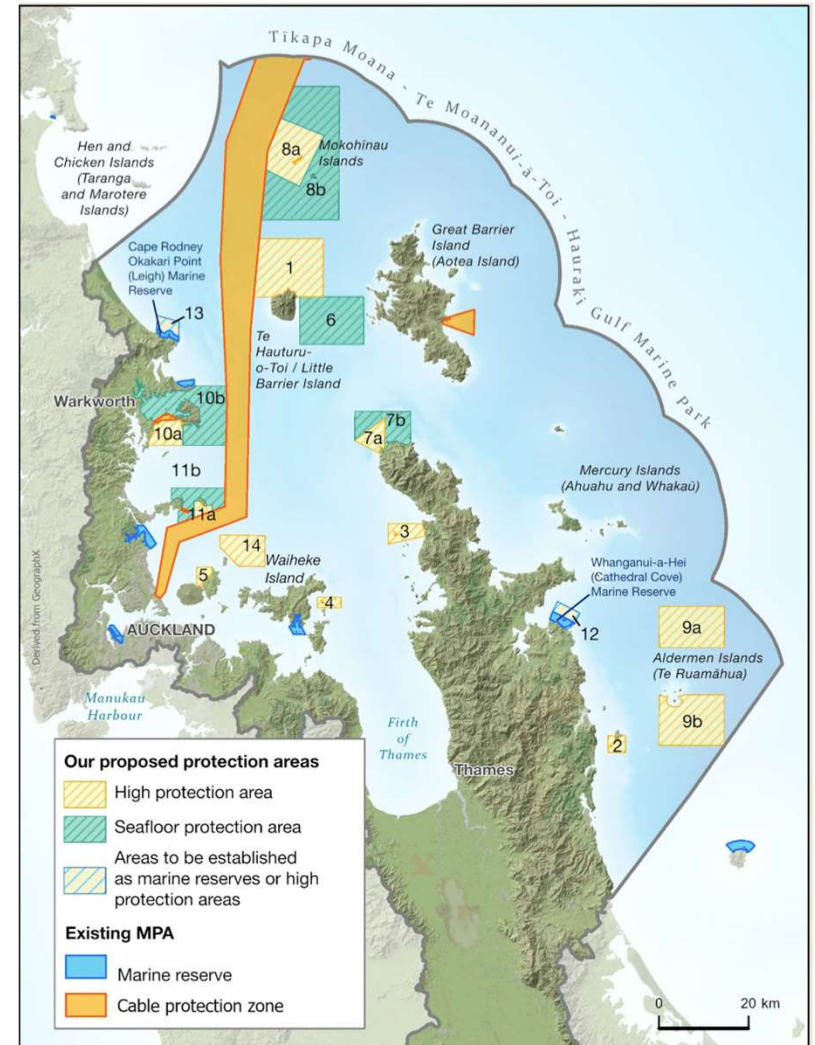 Tīkapa Moana - Te Moananui-ā-Toi - Hauraki Gulf Marine Park
Hen and
Chicken Islands
(Taranga
and Marotere
Islands)
8a
Mokohīnau
Islands
8b
Great Barrier
Island
(Aotea Island)
Cape Rodney
Okakari Point
(Leigh) Marine
Reserve
13
1
6
Te
Hauturu-
o-Toi / Little
Barrier Island
Warkworth
10b
10a
7b
7a
11b
Mercury Islands
(Ahuahu and Whakaū)
11a
3
14
Waiheke
Island
5
4
Whanganui-a-Hei
(Cathedral Cove)
Marine Reserve
12
9a
AUCKLAND
Aldermen Islands
(Te Ruamāhua)
9b
2
Manukau
Harbour
Firth
of
Thames
Thames
Derived from GeographX
Our proposed protection areas
High protection area
Seafloor protection area
Areas to be established
as marine reserves or high
protection areas
Existing MPA
Marine reserve
Cable protection zone
0 20 km